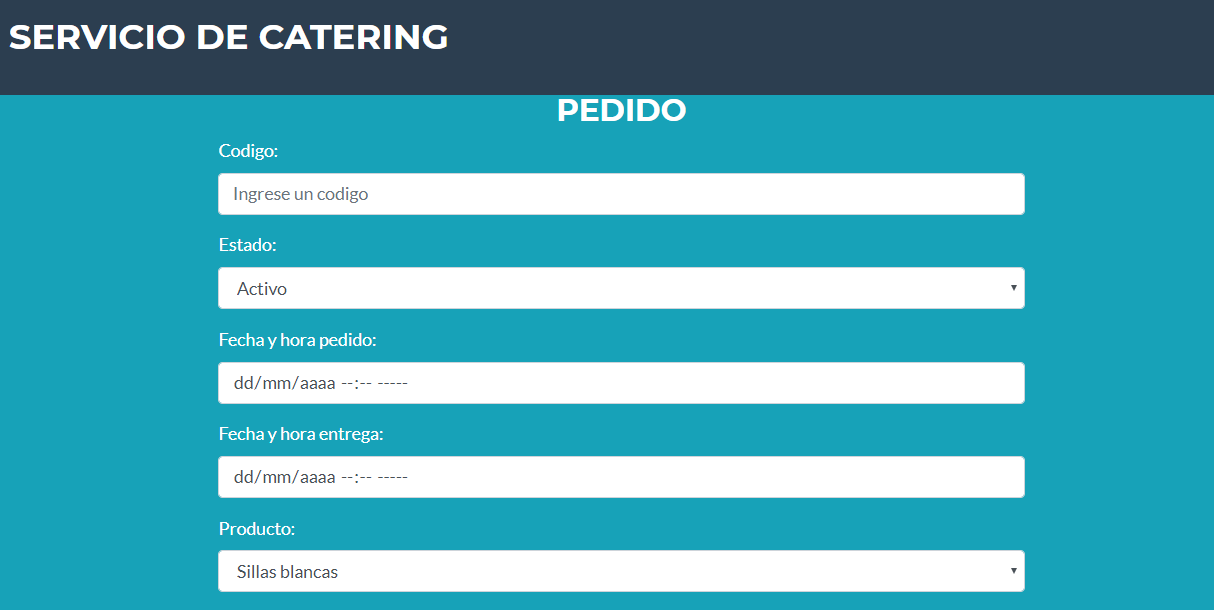 SERVICIO DE CATERING
PEDIDO
Codigo:
Ingrese un codigo
Estado:
Activo
Fecha y hora pedido:
dd/mm/aaaa --:-- -----
Fecha y hora entrega:
dd/mm/aaaa --:-- -----
Producto:
Sillas blancas